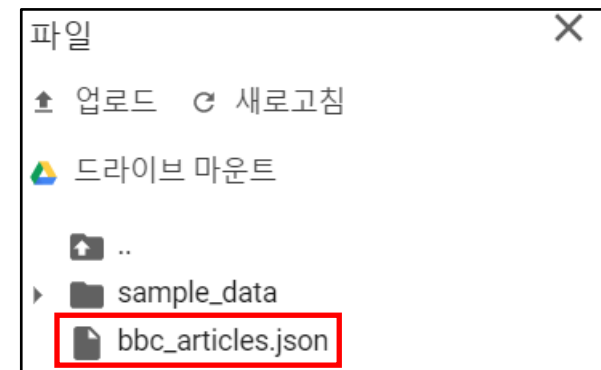 파일
업로드 새로고침
드라이브 마운트
..
sample_data
bbc_articles.json